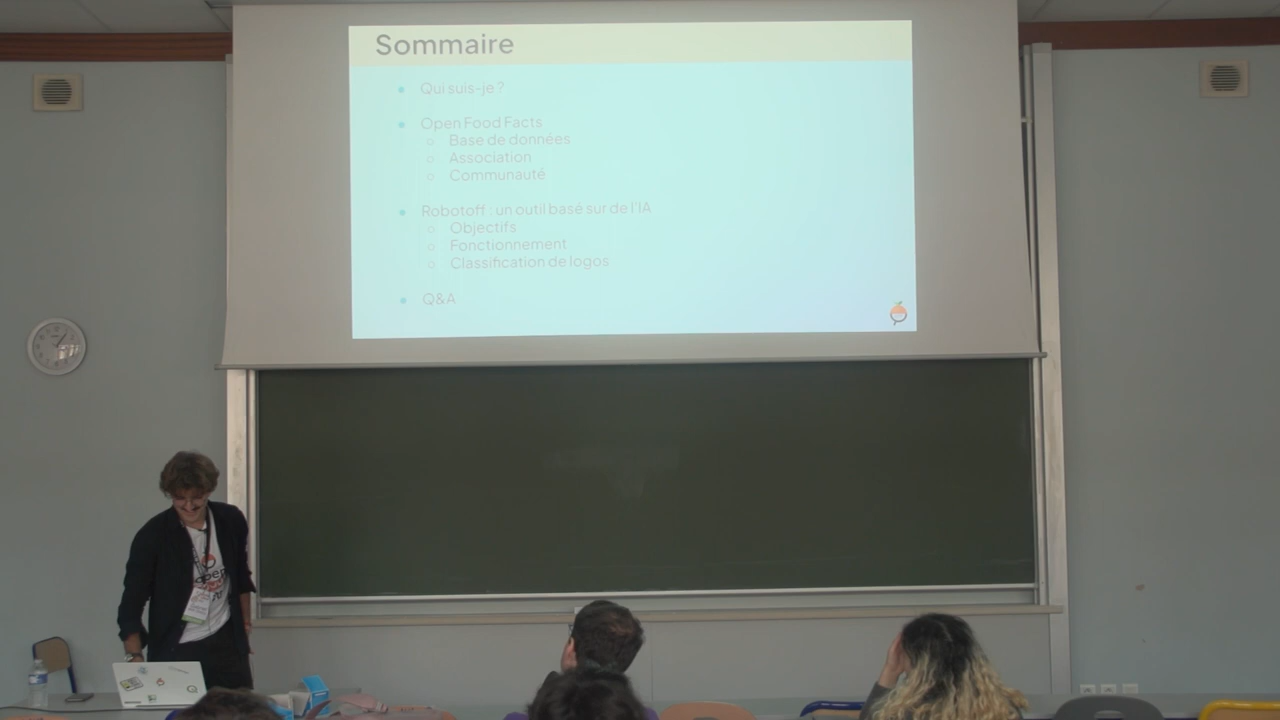 Sommaire
Qui suis-je ?
Open Food Facts
Base de données
Association
Communauté
Robotoff : un outil basé sur de l'IA
Objectifs
Fonctionnement
Classification de logos
Q&A
open